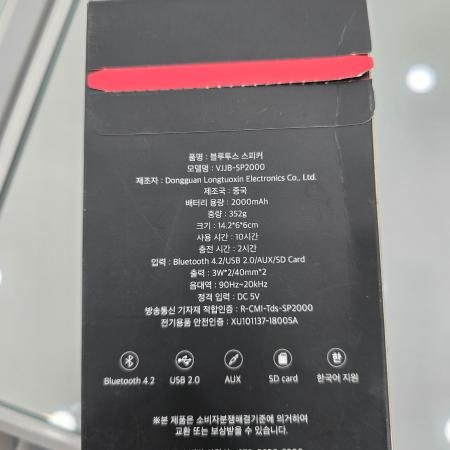 품명 : 블루투스 스피커
모델명 : VJJB-SP2000
제조자 : Dongguan Longtuoxin Electronics Co., Ltd.
제조국 : 중국
배터리 용량 : 2000mAh
중량 : 352g
크기 : 14.2*6*6cm
사용 시간 : 10시간
충전 시간 : 2시간
입력 : Bluetooth 4.2/USB 2.0/AUX/SD Card
출력 : 3W*2/40mm*2
음대역 : 90Hz~20kHz
정격 입력 : DC 5V
방송통신 기자재 적합인증 : R-CMI-Tds-SP2000
전기용품 안전인증 : XU101137-18005A
한
Bluetooth 4.2 USB 2.0 AUX SD card 한국어 지원
※본 제품은 소비자분쟁해결기준에 의거하여
교환 또는 보상받을 수 있습니다.